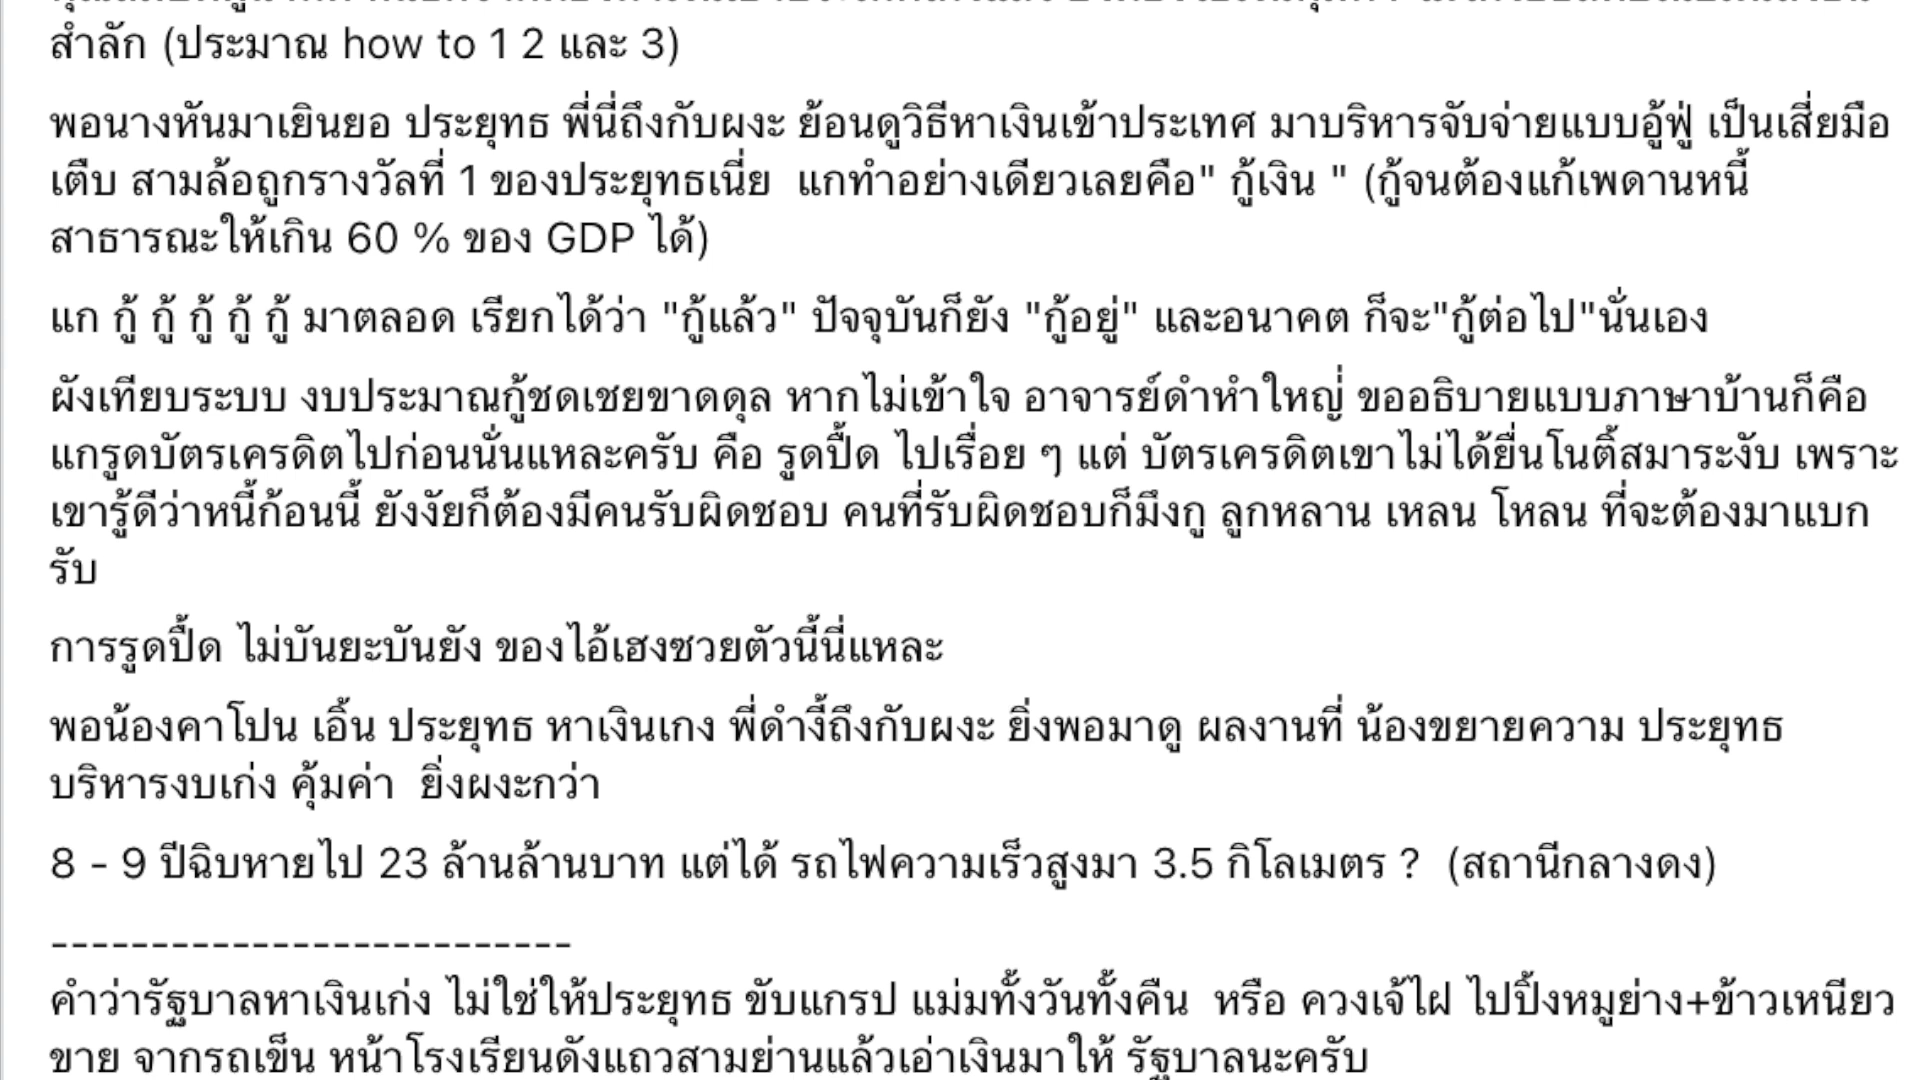 สำลัก (ประมาณ how to 1 2 และ 3)
พอนางหันมาเยินยอ ประยุทธ พี่นี่ถึงกับผงะ ย้อนดูวิธีหาเงินเข้าประเทศ มาบริหารจับจ่ายแบบอู้ฟู่ เป็นเสี่ยมือ
เติบ สามล้อถูกรางวัลที่ 1 ของประยุทธเนี่ย  แกทำอย่างเดียวเลยคือ" กู้เงิน " (กู้จนต้องแก้เพดานหนี้
สาธารณะให้เกิน 60 % ของ GDP ได้)
แก กู้ กู้ กู้ กู้ กู้ มาตลอด เรียกได้ว่า "กู้แล้ว" ปัจจุบันก็ยัง "กู้อยู่" และอนาคต ก็จะ"กู้ต่อไป"นั่นเอง
ผังเทียบระบบ งบประมาณกู้ชดเชยขาดดุล หากไม่เข้าใจ อาจารย์ดำหำใหญ่ ขออธิบายแบบภาษาบ้านก็คือ
แกรูดบัตรเครดิตไปก่อนนั่นแหละครับ คือ รูดปื้ด ไปเรื่อย ๆ แต่ บัตรเครดิตเขาไม่ได้ยื่นโนติ้สมาระงับ เพราะ
เขารู้ดีว่าหนี้ก้อนนี้ ยังงัยก็ต้องมีคนรับผิดชอบ คนที่รับผิดชอบก็มึงกู ลูกหลาน เหลน โหลน ที่จะต้องมาแบก
รับ
การรูดปื้ด ไม่บันยะบันยัง ของไอ้เฮงซวยตัวนี้นี่แหละ
พอน้องคาโปน เอิ้น ประยุทธ หาเงินเกง พี่ดำงี้ถึงกับผงะ ยิ่งพอมาดู ผลงานที่ น้องขยายความ ประยุทธ
บริหารงบเก่ง คุ้มค่า  ยิ่งผงะกว่า
8 - 9 ปีฉิบหายไป 23 ล้านล้านบาท แต่ได้ รถไฟความเร็วสูงมา 3.5 กิโลเมตร ?  (สถานีกลางดง)
--------------------------
คำว่ารัฐบาลหาเงินเก่ง ไม่ใช่ให้ประยุทธ ขับแกรป แม่มทั้งวันทั้งคืน  หรือ ควงเจ้ไฝ ไปปิ้งหมูย่าง+ข้าวเหนียว
ขาย จากรถเข็น หน้าโรงเรียนดังแถวสามย่านแล้วเอ่าเงินมาให้ รัฐบาลนะครับ